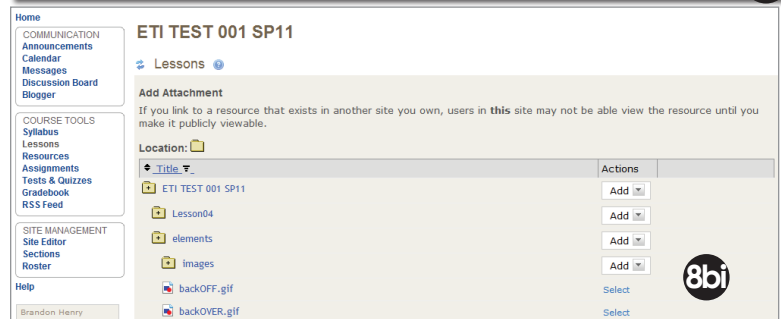 Home
COMMUNICATION
Announcements
Calendar
Messages
Discussion Board
Blogger
COURSE TOOLS
Syllabus
Lessons
Resources
Assignments
Tests & Quizzes
Gradebook
RSS Feed
SITE MANAGEMENT
Site Editor
Sections
Roster
Help
Brandon Henry
ETI TEST 001 SP11
Lessons
Add Attachment
If you link to a resource that exists in another site you own, users in this site may not be able view the resource until you
make it publicly viewable.
Location:
Title Actions
ETI TEST 001 SP11 Add
Lesson04 Add
elements Add
images Add
backOFF.gif Select
backOVER.gif Select
8bi